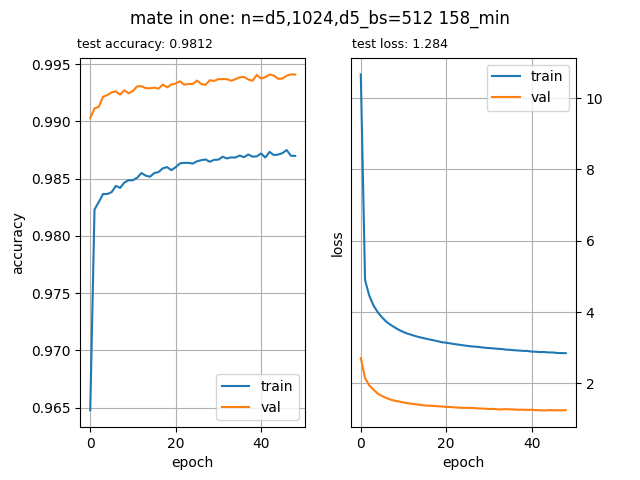 mate in one: n=d5,1024,d5_bs=512 158_min
test accuracy: 0.9812
0.995
0.990
0.985
0.980
0.975
0.970
0.965
accuracy
0
20
40
epoch
train
val
test loss: 1.284
train
val
10
8
6
4
2
loss
0
20
40
epoch